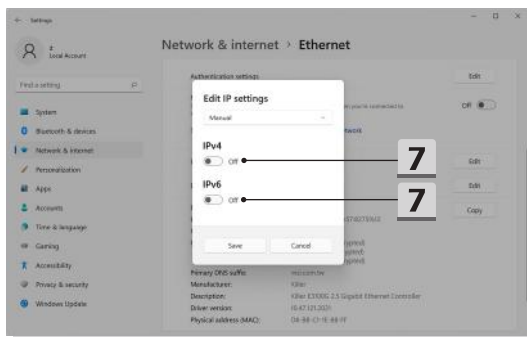 Settings
Local Account
Find a setting
System
Bluetooth & devices
Network & internet
Personalization
Apps
Accounts
Time & language
Gaming
Accessibility
Privacy & security
Windows Update
Network & internet › Ethernet
Authentication settings
Edit
Off
Edit IP settings
Manual
IPv4
Off
7
Edit
IPv6
Off
7
Edit
Copy
Save
Cancel
Primary DNS suffix:
Manufacturer:
Killer
Description:
Killer E3100G 2.5 Gigabit Ethernet Controller
Driver version:
Physical address (MAC):